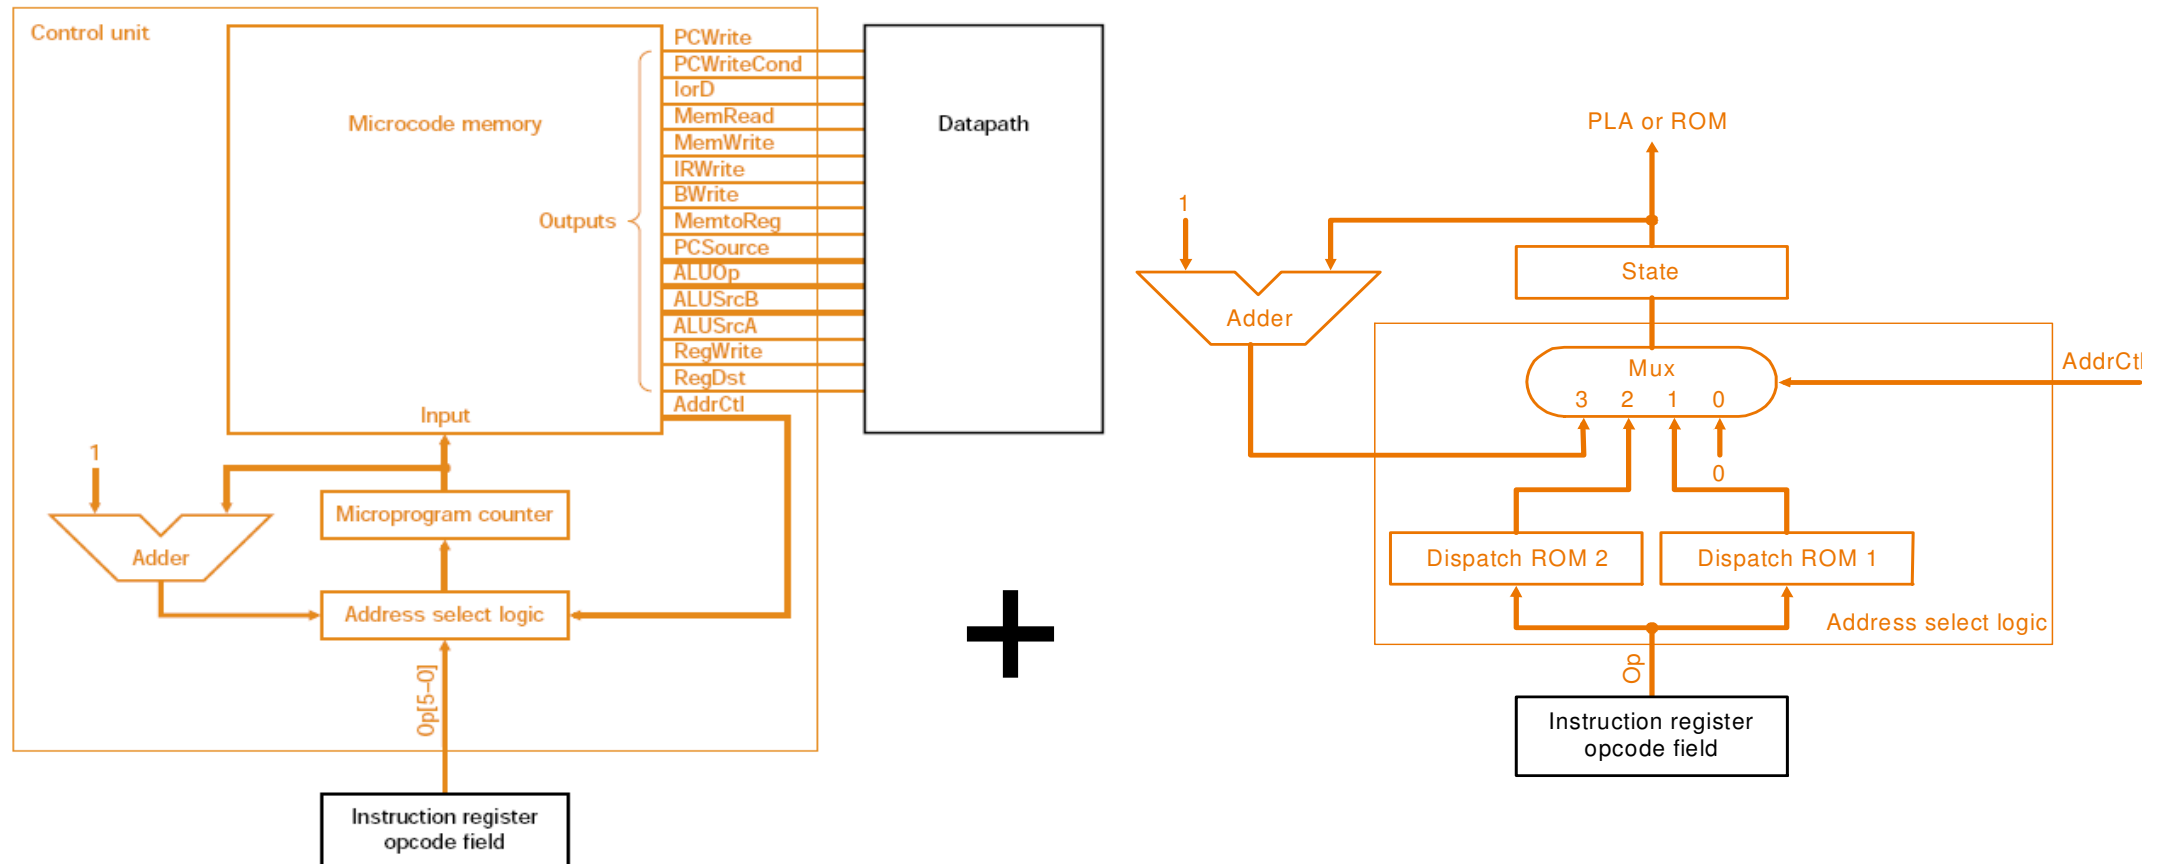 Control unit
Microcode memory
Outputs
Input
PCWrite
PCWriteCond
IorD
MemRead
MemWrite
IRWrite
BWrite
MemtoReg
PCSource
ALUOp
ALUSrcB
ALUSrcA
RegWrite
RegDst
AddrCtl
Datapath
1
Adder
Microprogram counter
Address select logic
Op[5–0]
Instruction register
opcode field
PLA or ROM
1
State
Adder
Mux
3 2 1 0
AddrCtl
0
Dispatch ROM 2
Dispatch ROM 1
Address select logic
Op
Instruction register
opcode field